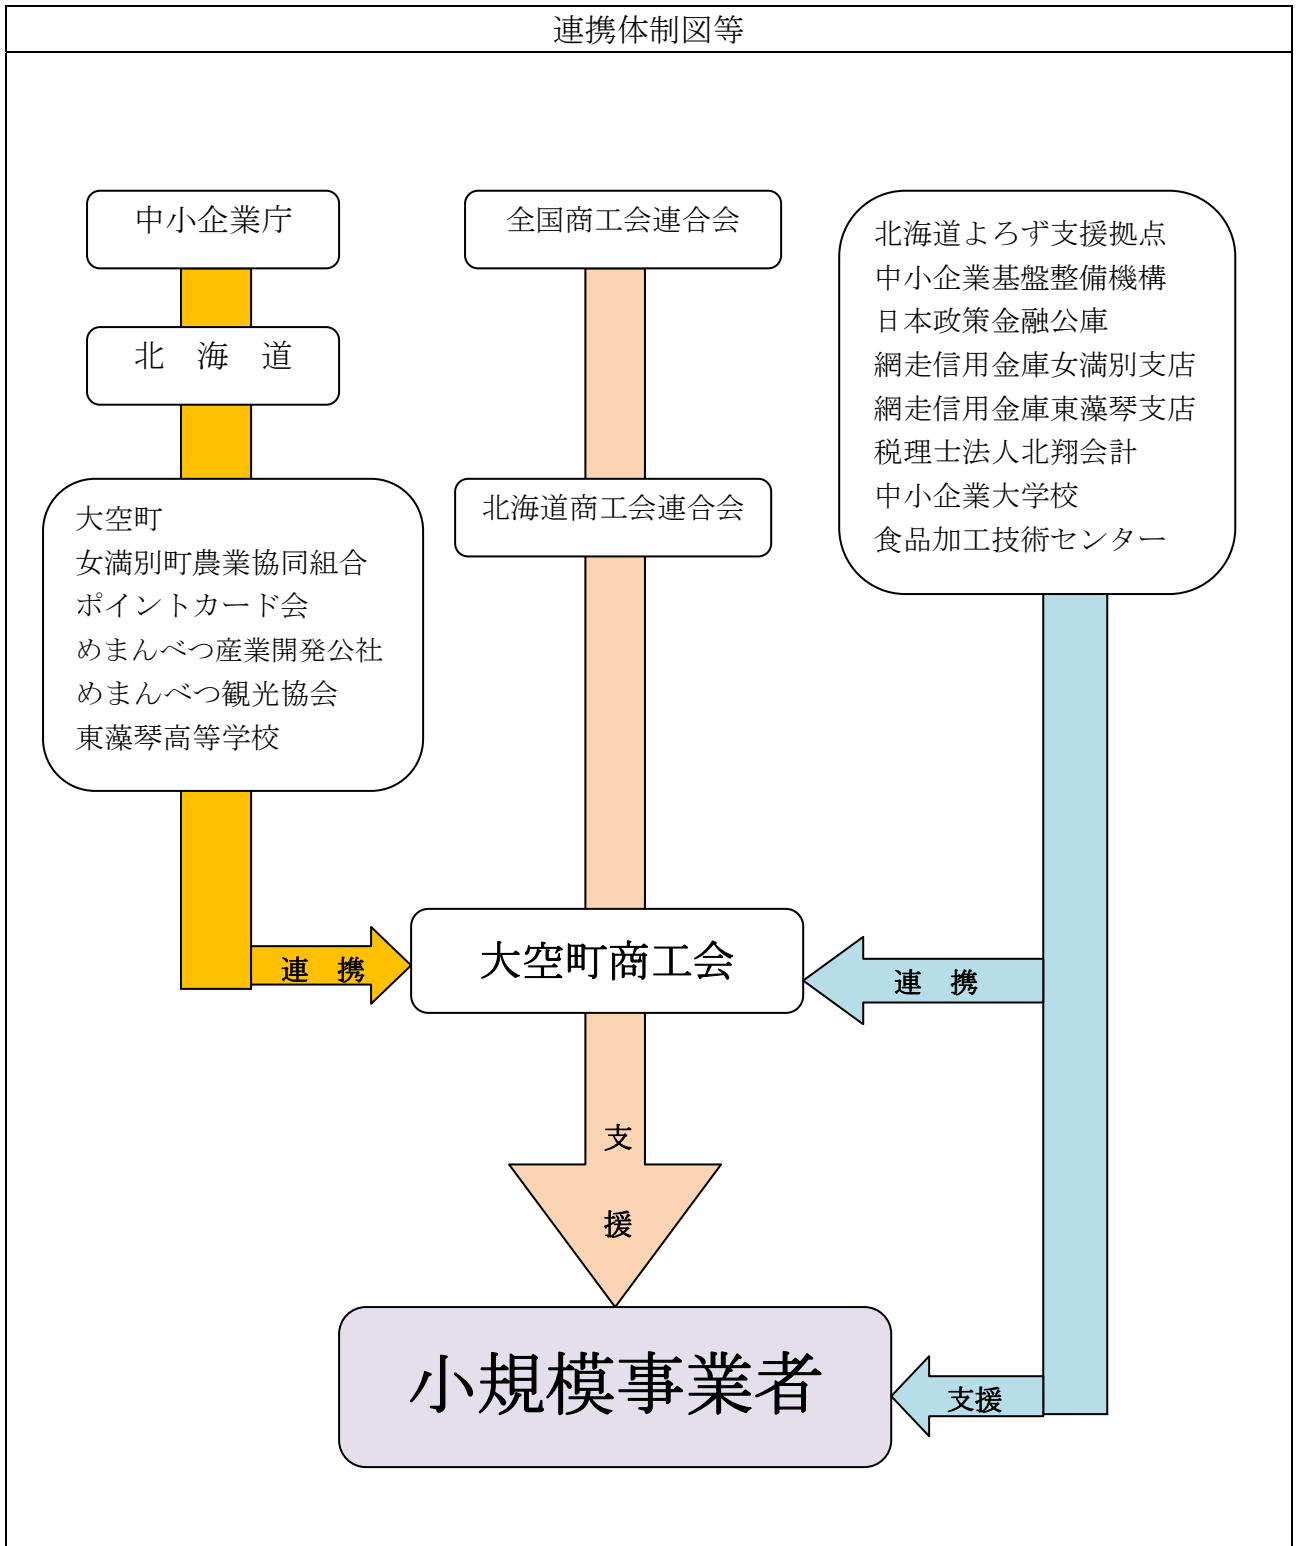 連携体制図等
中小企業庁
北　海　道
大空町
女満別町農業協同組合
ポイントカード会
めまんべつ産業開発公社
めまんべつ観光協会
東藻琴高等学校
連　携
全国商工会連合会
北海道商工会連合会
大空町商工会
支
援
北海道よろず支援拠点
中小企業基盤整備機構
日本政策金融公庫
網走信用金庫女満別支店
網走信用金庫東藻琴支店
税理士法人北翔会計
中小企業大学校
食品加工技術センター
連　携
支援
小規模事業者